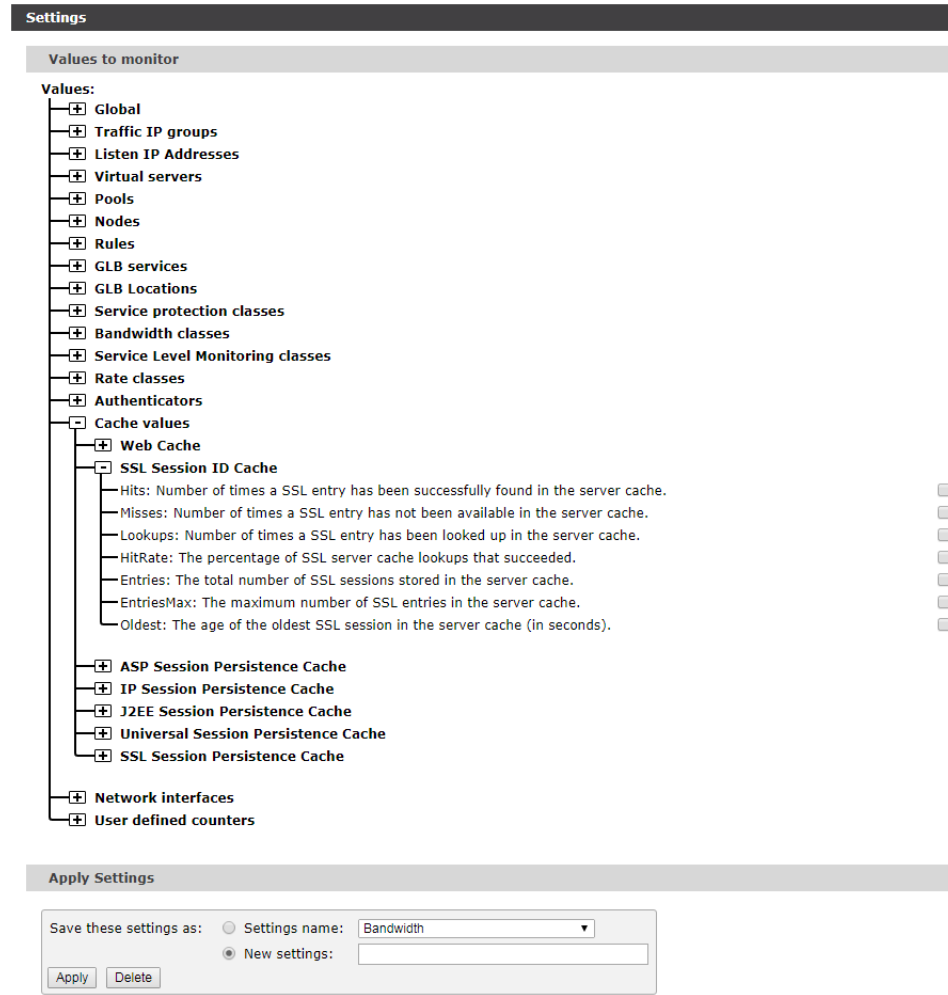 Settings
Values to monitor
Values:
Global
Traffic IP groups
Listen IP Addresses
Virtual servers
Pools
Nodes
Rules
GLB services
GLB Locations
Service protection classes
Bandwidth classes
Service Level Monitoring classes
Rate classes
Authenticators
Cache values
Web Cache
SSL Session ID Cache
Hits: Number of times a SSL entry has been successfully found in the server cache.
Misses: Number of times a SSL entry has not been available in the server cache.
Lookups: Number of times a SSL entry has been looked up in the server cache.
HitRate: The percentage of SSL server cache lookups that succeeded.
Entries: The total number of SSL sessions stored in the server cache.
EntriesMax: The maximum number of SSL entries in the server cache.
Oldest: The age of the oldest SSL session in the server cache (in seconds).
ASP Session Persistence Cache
IP Session Persistence Cache
J2EE Session Persistence Cache
Universal Session Persistence Cache
SSL Session Persistence Cache
Network interfaces
User defined counters
Apply Settings
Save these settings as: Settings name: Bandwidth
New settings:
Apply Delete